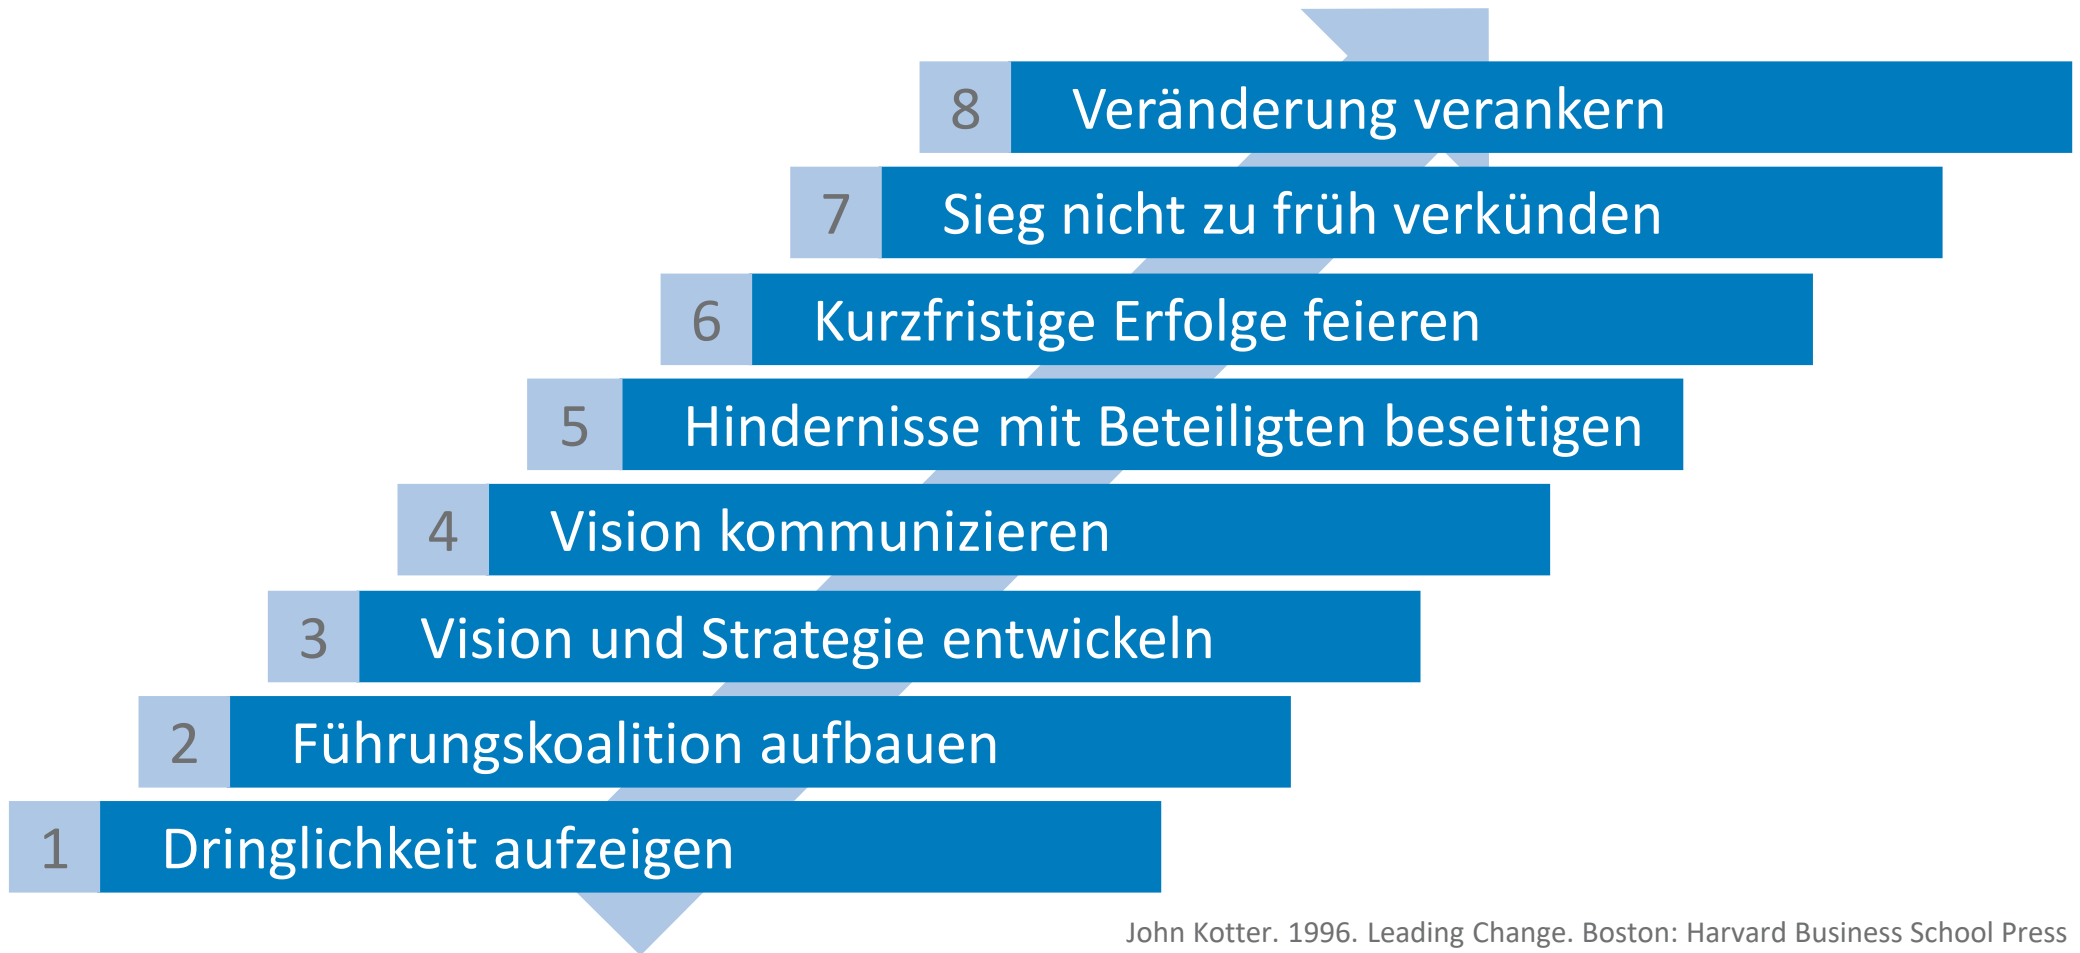 8 Veränderung verankern
7 Sieg nicht zu früh verkünden
6 Kurzfristige Erfolge feieren
5 Hindernisse mit Beteiligten beseitigen
4 Vision kommunizieren
3 Vision und Strategie entwickeln
2 Führungskoalition aufbauen
1 Dringlichkeit aufzeigen
John Kotter. 1996. Leading Change. Boston: Harvard Business School Press